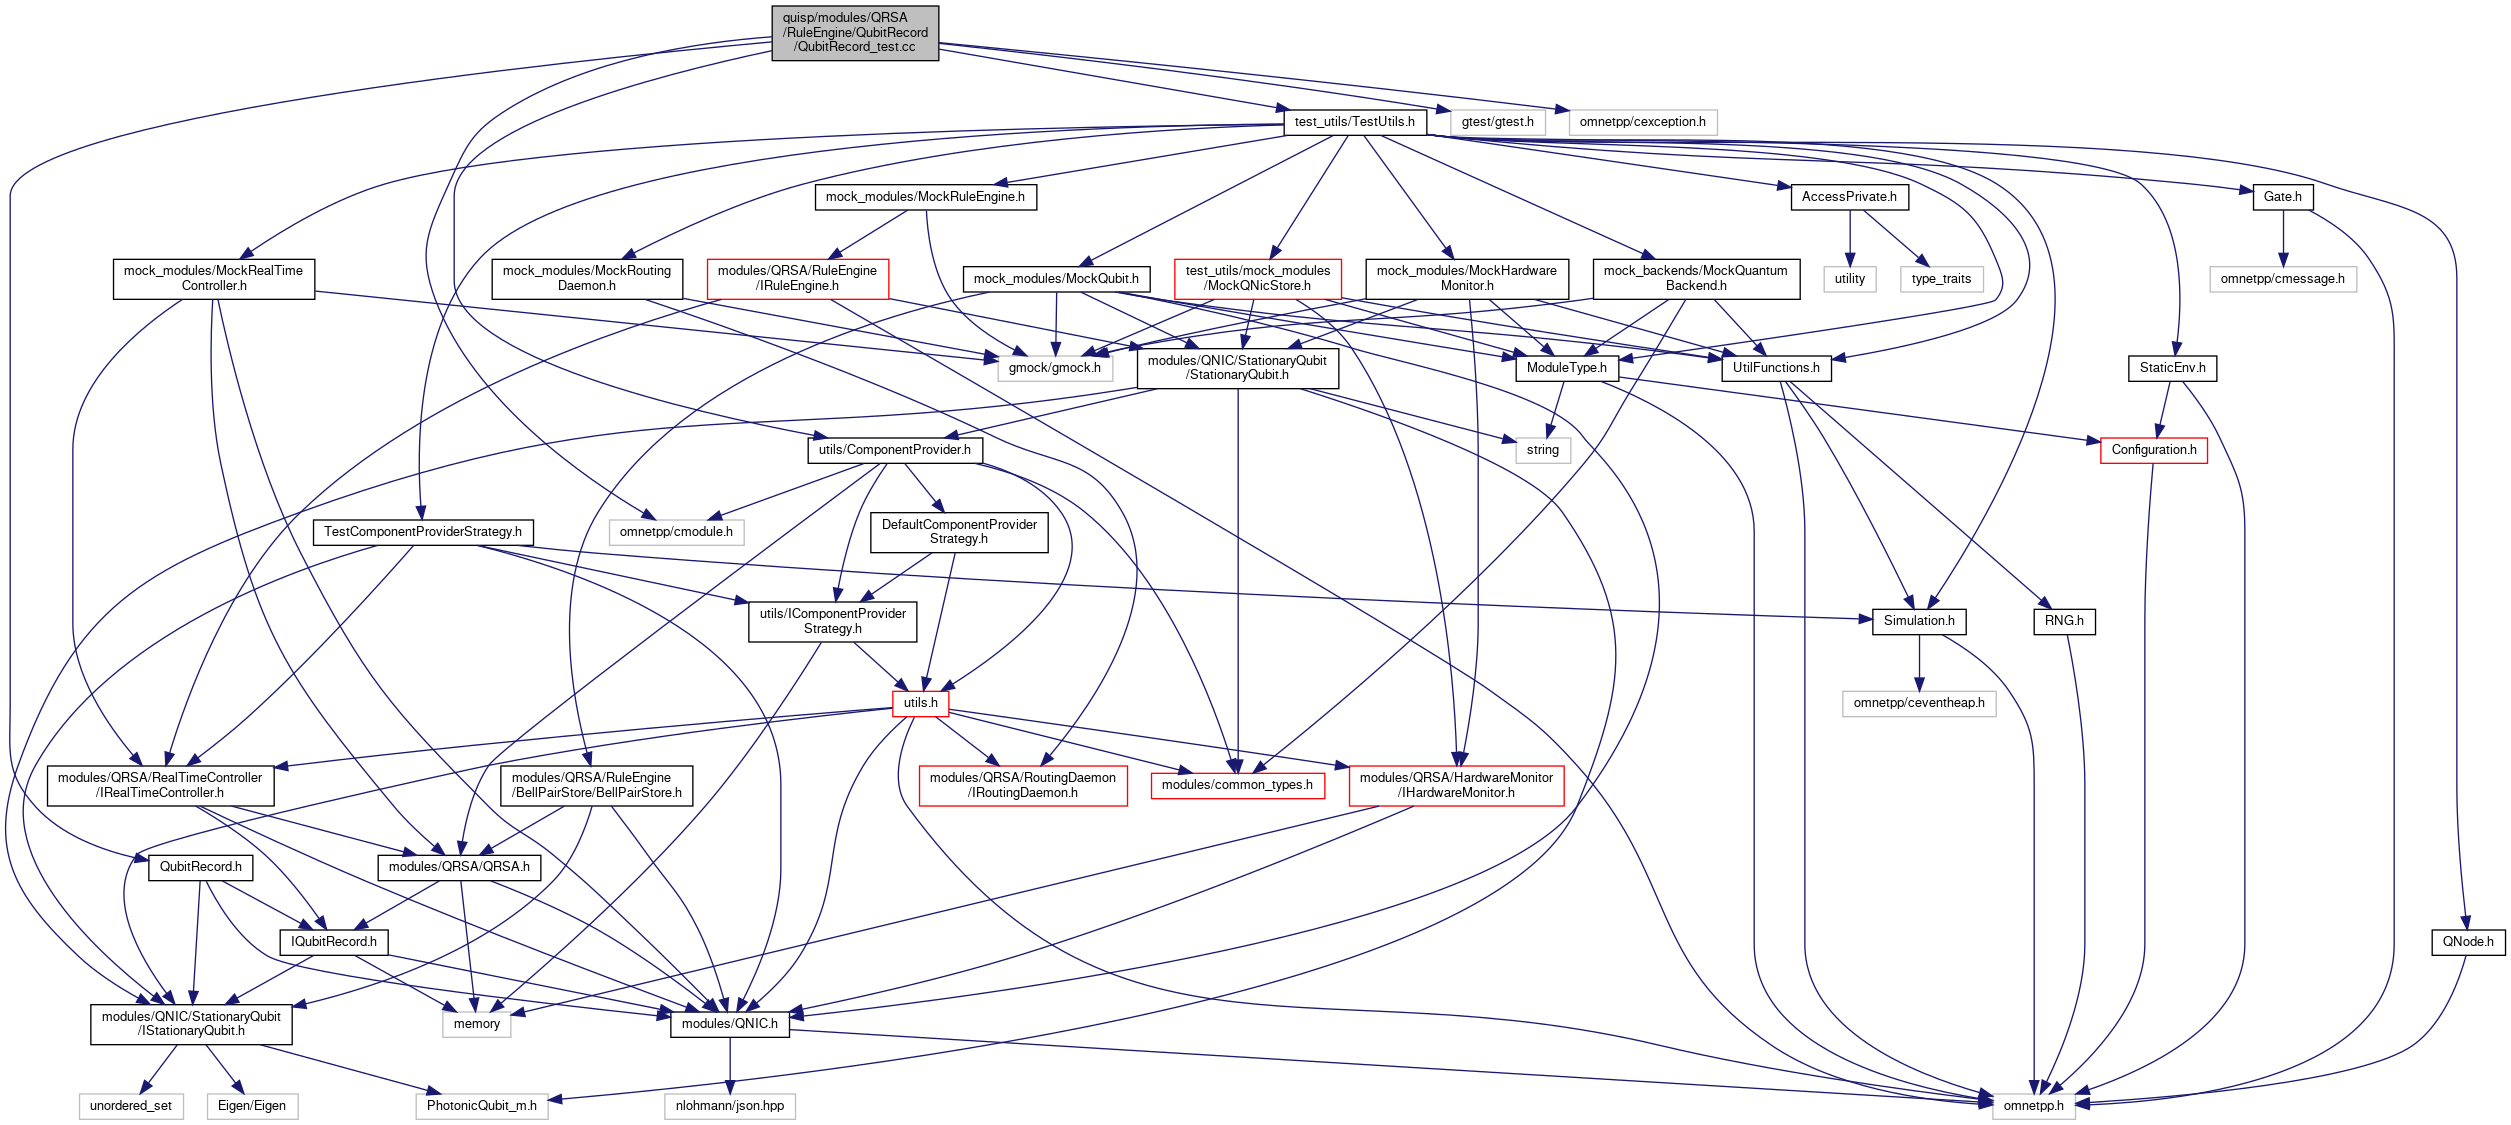 quisp/modules/QRSA
/RuleEngine/QubitRecord
/QubitRecord_test.cc
test_utils/TestUtils.h
gtest/gtest.h
omnetpp/cexception.h
mock_modules/MockRuleEngine.h
AccessPrivate.h
Gate.h
mock_modules/MockRealTime
Controller.h
mock_modules/MockRouting
Daemon.h
modules/QRSA/RuleEngine
/IRuleEngine.h
mock_modules/MockQubit.h
test_utils/mock_modules
/MockQNicStore.h
mock_modules/MockHardware
Monitor.h
mock_backends/MockQuantum
Backend.h
utility
type_traits
omnetpp/cmessage.h
gmock/gmock.h
modules/QNIC/StationaryQubit
/StationaryQubit.h
ModuleType.h
UtilFunctions.h
StaticEnv.h
utils/ComponentProvider.h
string
Configuration.h
TestComponentProviderStrategy.h
omnetpp/cmodule.h
DefaultComponentProvider
Strategy.h
utils/IComponentProvider
Strategy.h
Simulation.h
RNG.h
utils.h
omnetpp/ceventheap.h
modules/QRSA/RealTimeController
/IRealTimeController.h
modules/QRSA/RuleEngine
/BellPairStore/BellPairStore.h
modules/QRSA/RoutingDaemon
/IRoutingDaemon.h
modules/common_types.h
modules/QRSA/HardwareMonitor
/IHardwareMonitor.h
QubitRecord.h
modules/QRSA/QRSA.h
IQubitRecord.h
QNode.h
modules/QNIC/StationaryQubit
/IStationaryQubit.h
memory
modules/QNIC.h
unordered_set
Eigen/Eigen
PhotonicQubit_m.h
nlohmann/json.hpp
omnetpp.h